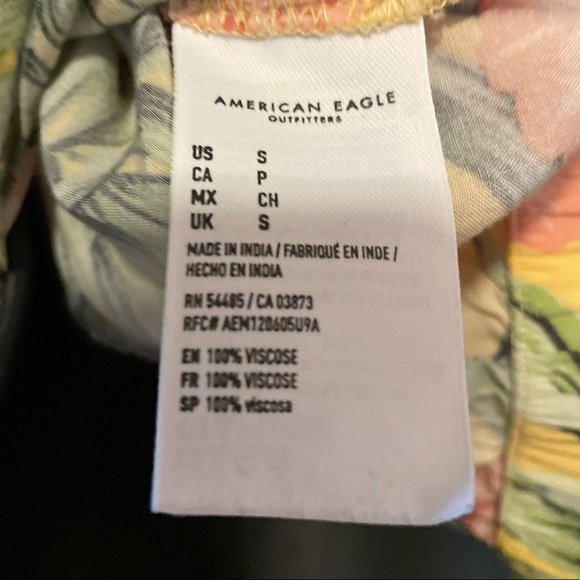 AMERICAN EAGLE
OUTFITTERS
US S
CA P
MX CH
UK S
MADE IN INDIA / FABRIQUÉ EN INDE /
HECHO EN INDIA
RN 54485 / CA 03873
RFC# AEM120605U9A
EN 100% VISCOSE
FR 100% VISCOSE
SP 100% viscosa